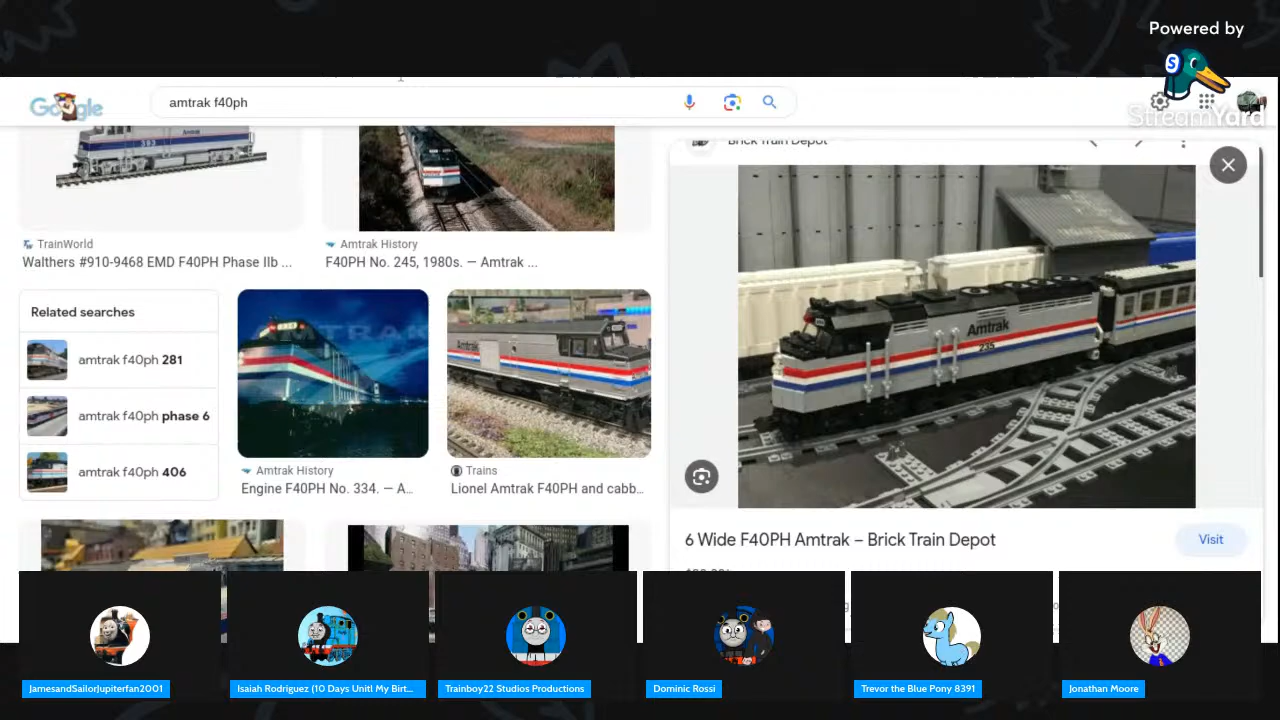 Powered by
StreamYard
Google
amtrak f40ph
Brick Train Depot
TrainWorld
Walthers #910-9468 EMD F40PH Phase IIb ...
Amtrak History
F40PH No. 245, 1980s. — Amtrak ...
Related searches
amtrak f40ph 281
amtrak f40ph phase 6
amtrak f40ph 406
AMTRAK
Amtrak History
Engine F40PH No. 334. — A...
Trains
Lionel Amtrak F40PH and cabb...
Amtrak
235
6 Wide F40PH Amtrak – Brick Train Depot
Visit
JamesandSailorJupiterfan2001
Isaiah Rodriguez (10 Days Unitl My Birt...
Trainboy22 Studios Productions
Dominic Rossi
Trevor the Blue Pony 8391
Jonathan Moore